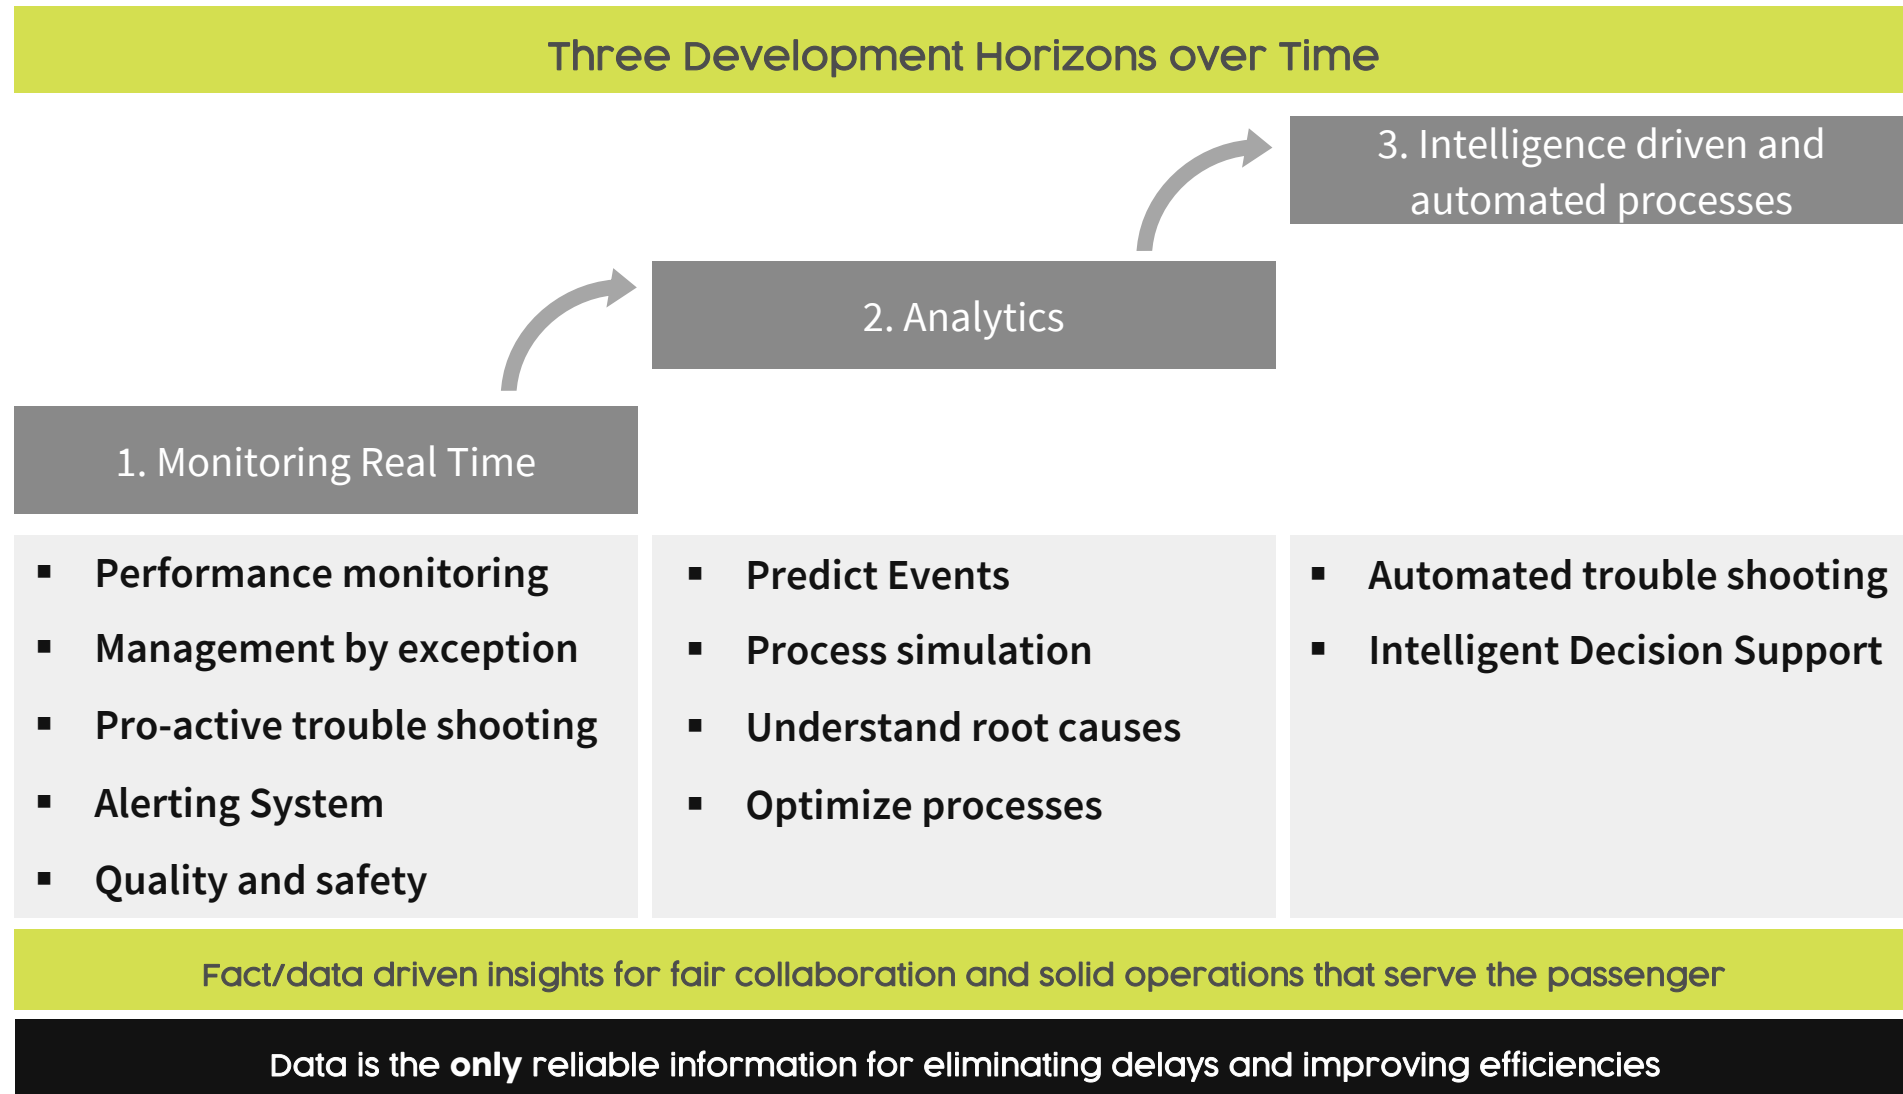 Three Development Horizons over Time
3. Intelligence driven and
automated processes
2. Analytics
1. Monitoring Real Time
▪ Performance monitoring
▪ Management by exception
▪ Pro-active trouble shooting
▪ Alerting System
▪ Quality and safety
▪ Predict Events
▪ Process simulation
▪ Understand root causes
▪ Optimize processes
▪ Automated trouble shooting
▪ Intelligent Decision Support
Fact/data driven insights for fair collaboration and solid operations that serve the passenger
Data is the only reliable information for eliminating delays and improving efficiencies